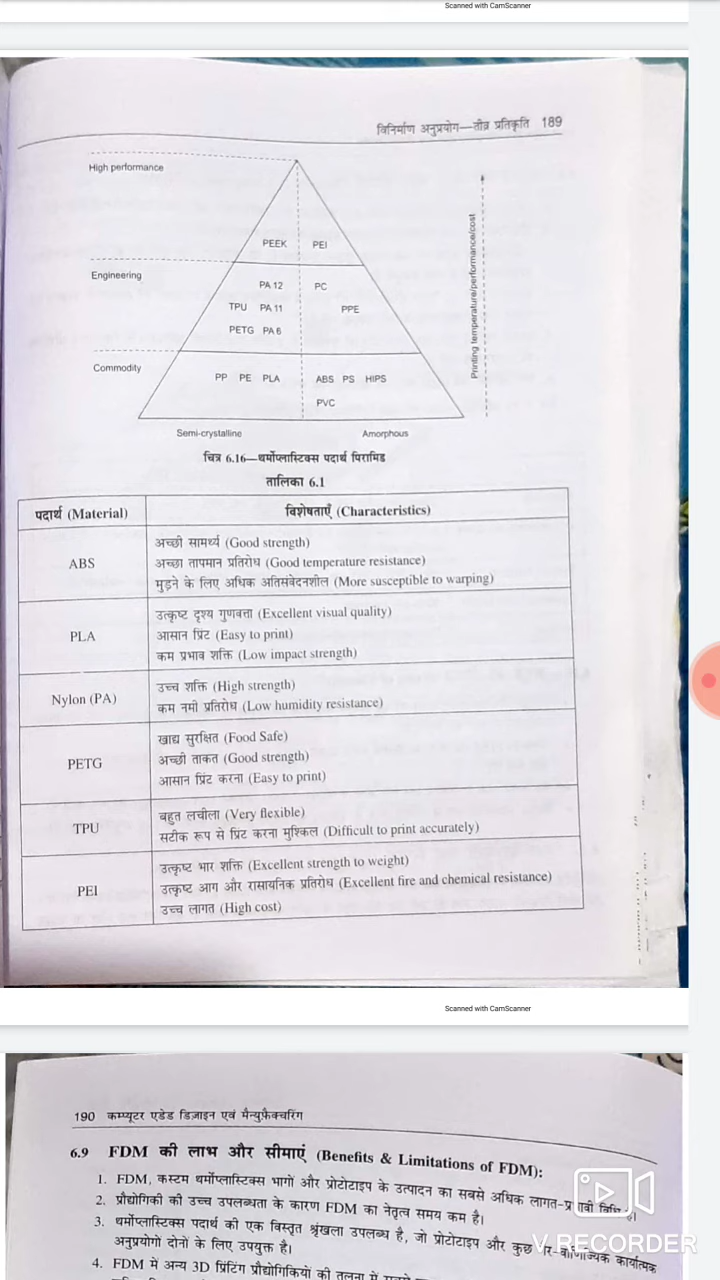 Scanned with CamScanner
विनिर्माण अनुप्रयोग—तीव्र प्रतिकृति 189
High performance
PEEK PEI
Engineering
PA 12 PC
TPU PA 11 PPE
PETG PA 6
Commodity
PP PE PLA ABS PS HIPS
PVC
Semi-crystalline Amorphous
Printing temperature/performance/cost
चित्र 6.16—थर्मोप्लास्टिक्स पदार्थ पिरामिड
तालिका 6.1
पदार्थ (Material) विशेषताएँ (Characteristics)
ABS
अच्छी सामर्थ्य (Good strength)
अच्छा तापमान प्रतिरोध (Good temperature resistance)
मुड़ने के लिए अधिक अतिसंवेदनशील (More susceptible to warping)
PLA
उत्कृष्ट दृश्य गुणवत्ता (Excellent visual quality)
आसान प्रिंट (Easy to print)
कम प्रभाव शक्ति (Low impact strength)
Nylon (PA)
उच्च शक्ति (High strength)
कम नमी प्रतिरोध (Low humidity resistance)
PETG
खाद्य सुरक्षित (Food Safe)
अच्छी ताकत (Good strength)
आसान प्रिंट करना (Easy to print)
TPU
बहुत लचीला (Very flexible)
सटीक रूप से प्रिंट करना मुश्किल (Difficult to print accurately)
PEI
उत्कृष्ट भार शक्ति (Excellent strength to weight)
उत्कृष्ट आग और रासायनिक प्रतिरोध (Excellent fire and chemical resistance)
उच्च लागत (High cost)
Scanned with CamScanner
190 कम्प्यूटर एडेड डिज़ाइन एवं मैन्युफ़ैक्चरिंग
6.9 FDM की लाभ और सीमाएं (Benefits & Limitations of FDM):
1. FDM, कस्टम थर्मोप्लास्टिक्स भागों और प्रोटोटाइप के उत्पादन का सबसे अधिक लागत-प्रभावी विधि है।
2. प्रौद्योगिकी की उच्च उपलब्धता के कारण FDM का नेतृत्व समय कम है।
3. थर्मोप्लास्टिक्स पदार्थ की एक विस्तृत श्रृंखला उपलब्ध है, जो प्रोटोटाइप और कुछ गैर-वाणिज्यिक कार्यात्मक
अनुप्रयोगों दोनों के लिए उपयुक्त है।
4. FDM में अन्य 3D प्रिंटिंग प्रौद्योगिकियों की तुलना में
V.RECORDER